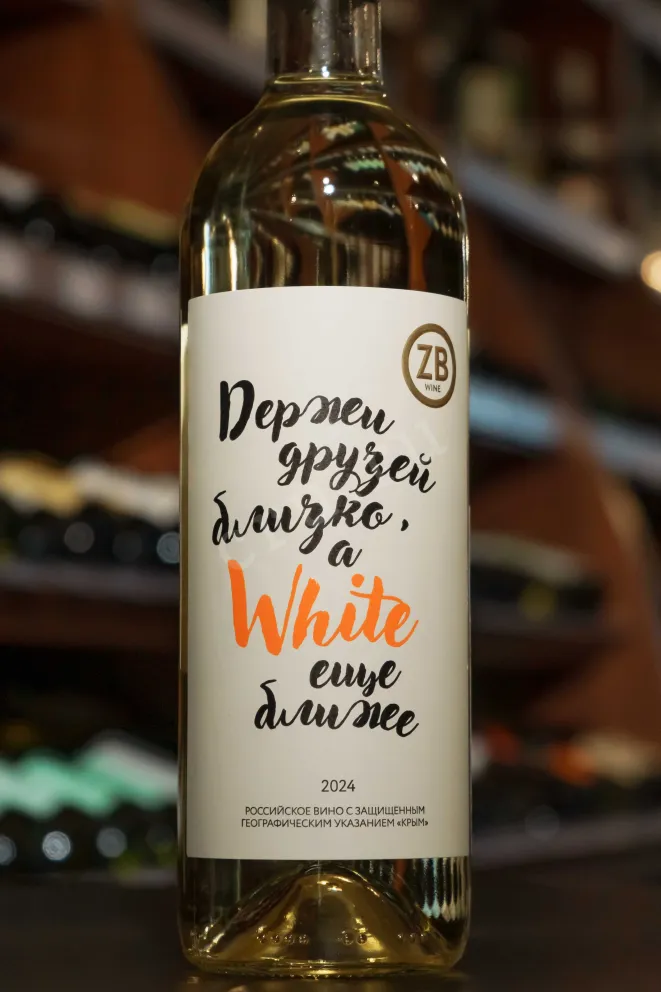 ZB
WINE
Держи
друзей
близко,
а
White
еще
ближе
2024
РОССИЙСКОЕ ВИНО С ЗАЩИЩЕННЫМ
ГЕОГРАФИЧЕСКИМ УКАЗАНИЕМ «КРЫМ»